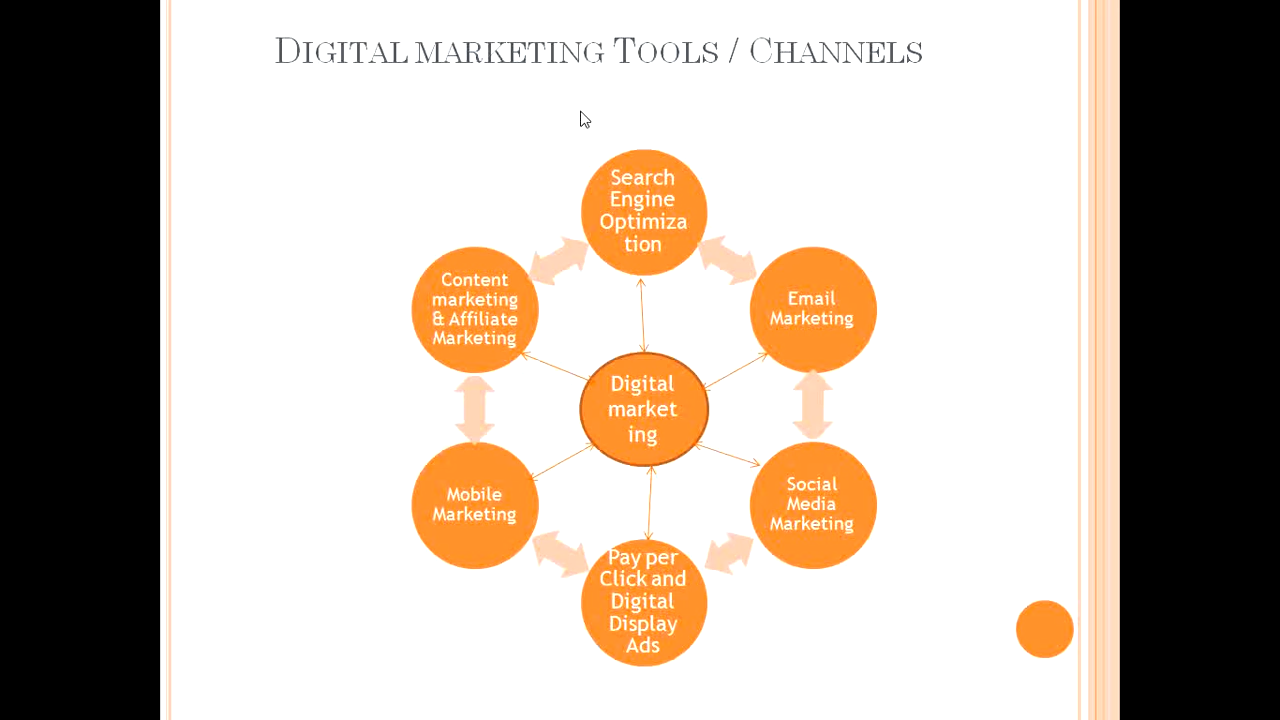 Digital marketing Tools / Channels
Search
Engine
Optimiza
tion
Email
Marketing
Social
Media
Marketing
Pay per
Click and
Digital
Display
Ads
Mobile
Marketing
Content
marketing
& Affiliate
Marketing
Digital
market
ing